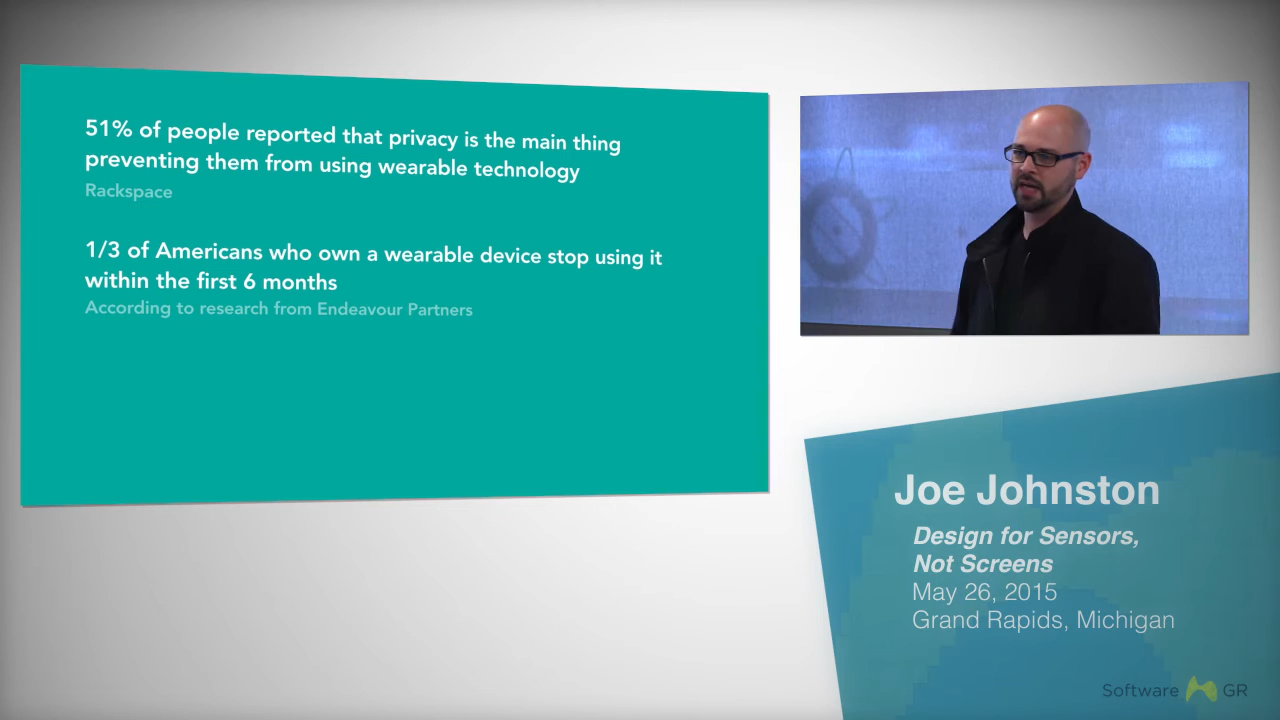 51% of people reported that privacy is the main thing
preventing them from using wearable technology
Rackspace
1/3 of Americans who own a wearable device stop using it
within the first 6 months
According to research from Endeavour Partners
Joe Johnston
Design for Sensors,
Not Screens
May 26, 2015
Grand Rapids, Michigan
Software GR